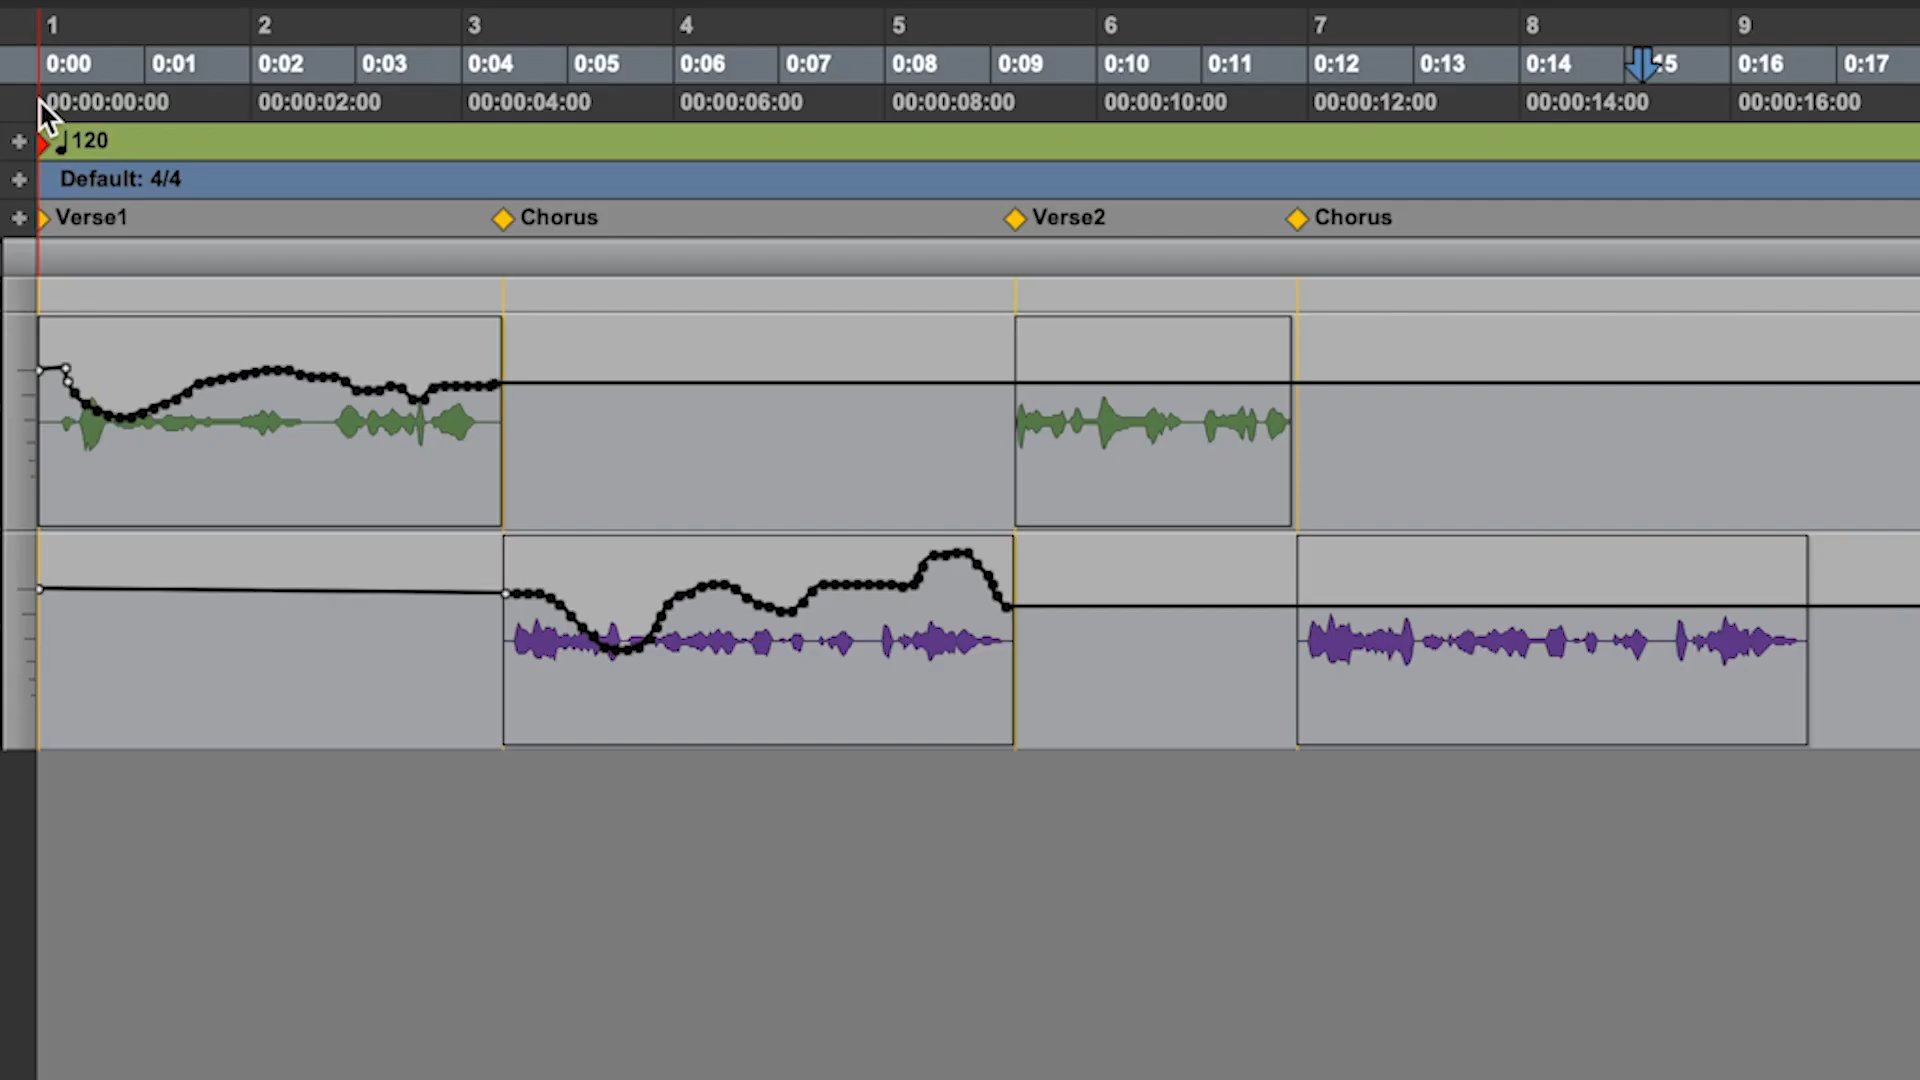 1 2 3 4 5 6 7 8 9
0:00 0:01 0:02 0:03 0:04 0:05 0:06 0:07 0:08 0:09 0:10 0:11 0:12 0:13 0:14 :15 0:16 0:17
00:00:00:00 00:00:02:00 00:00:04:00 00:00:06:00 00:00:08:00 00:00:10:00 00:00:12:00 00:00:14:00 00:00:16:00
120
Default: 4/4
Verse1 Chorus Verse2 Chorus